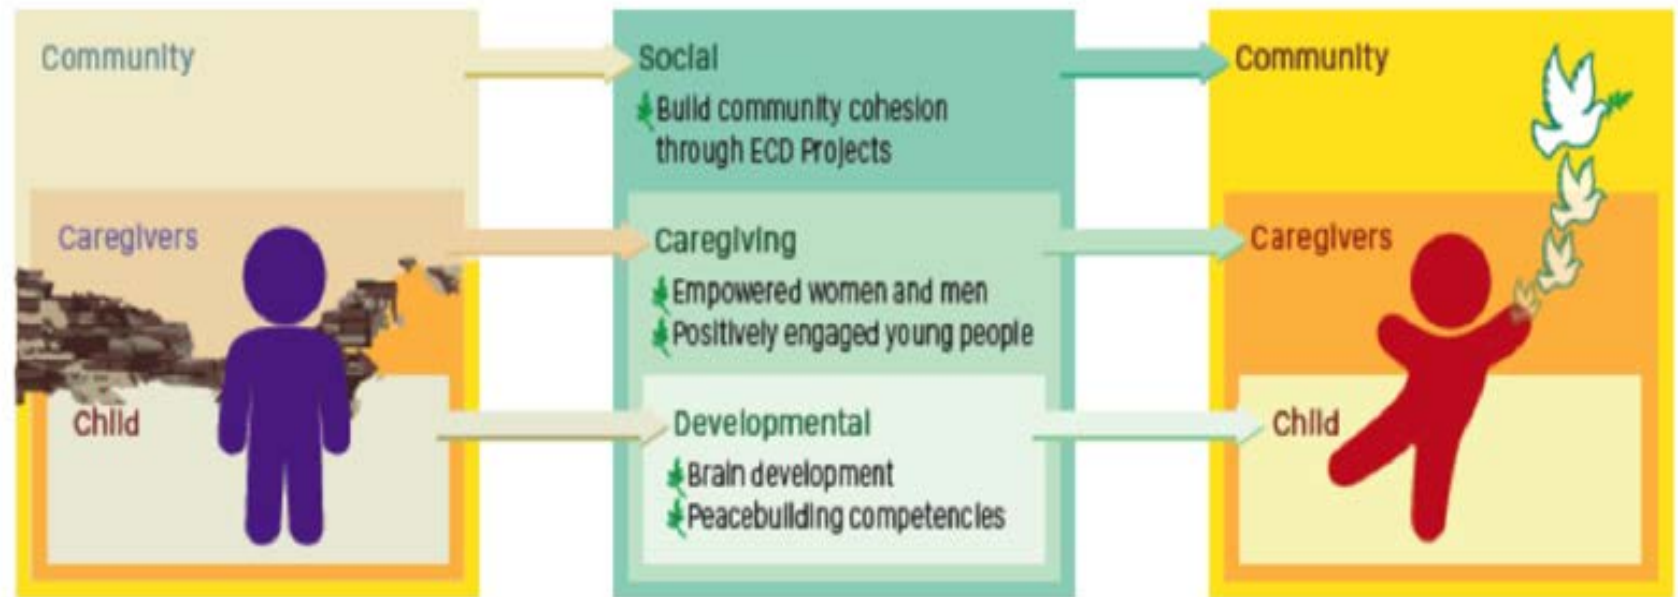 Community
Caregivers
Child
Social
Build community cohesion
through ECD Projects
Caregiving
Empowered women and men
Positively engaged young people
Developmental
Brain development
Peacebuilding competencies
Community
Caregivers
Child